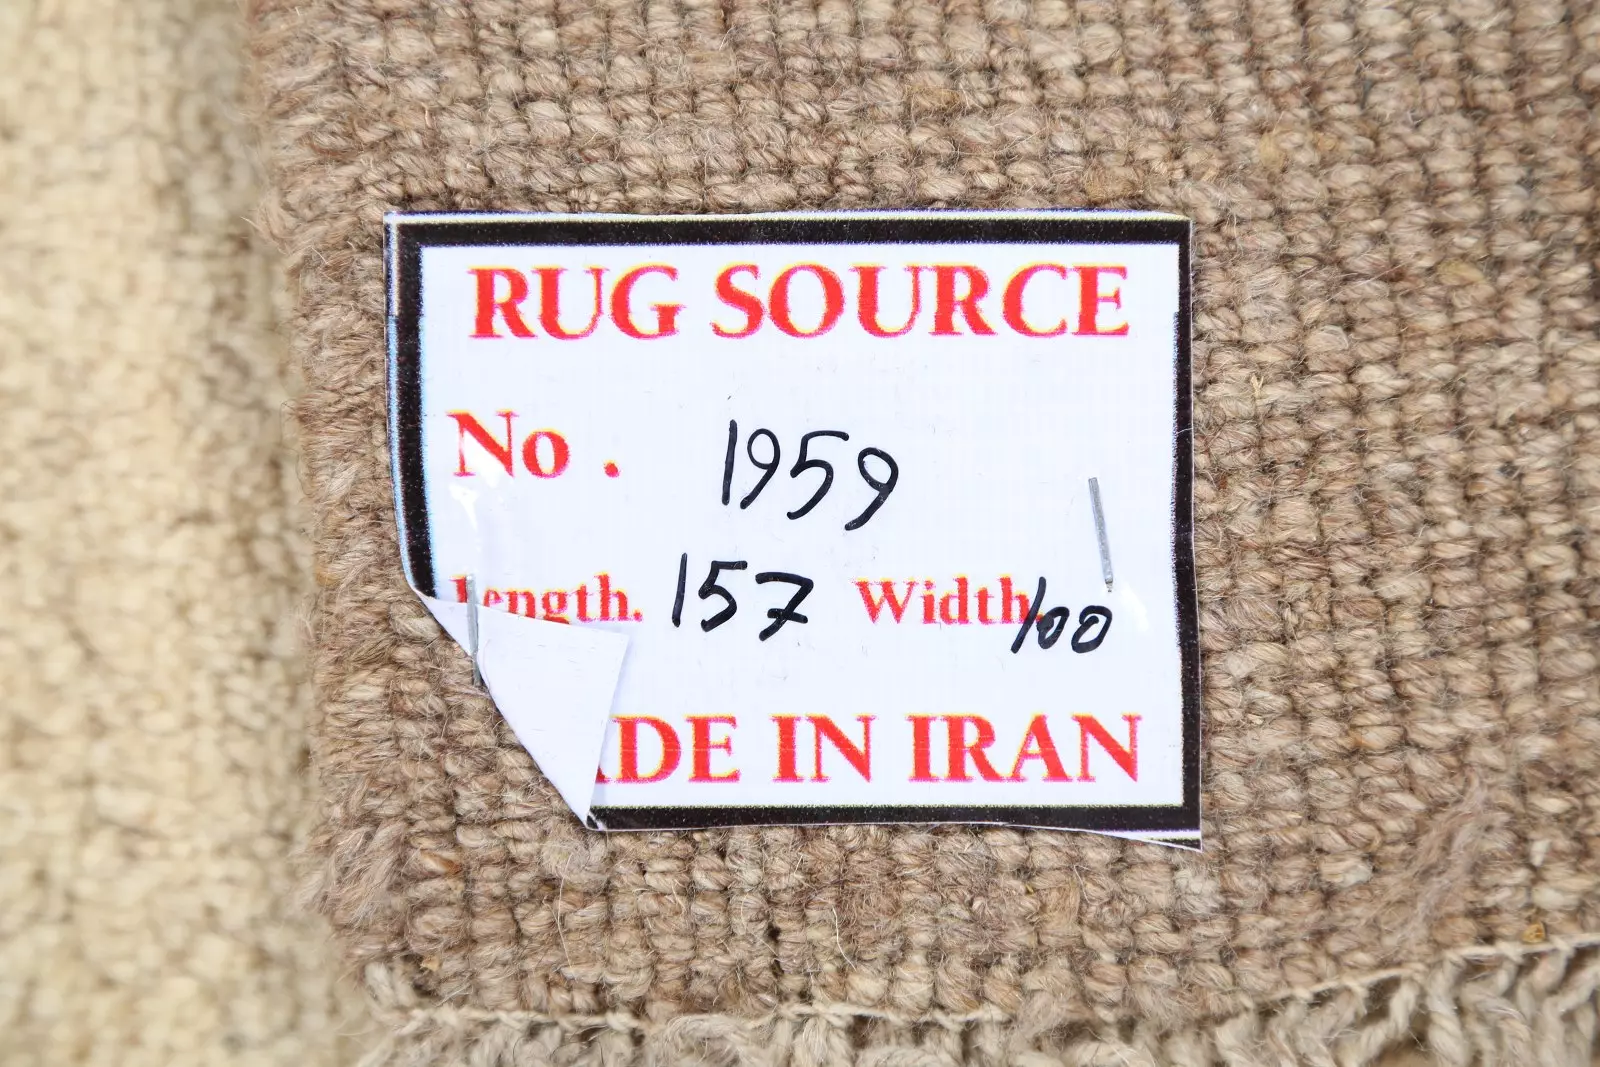 RUG SOURCE
No . 1959
Length. 157 Width. 100
ADE IN IRAN